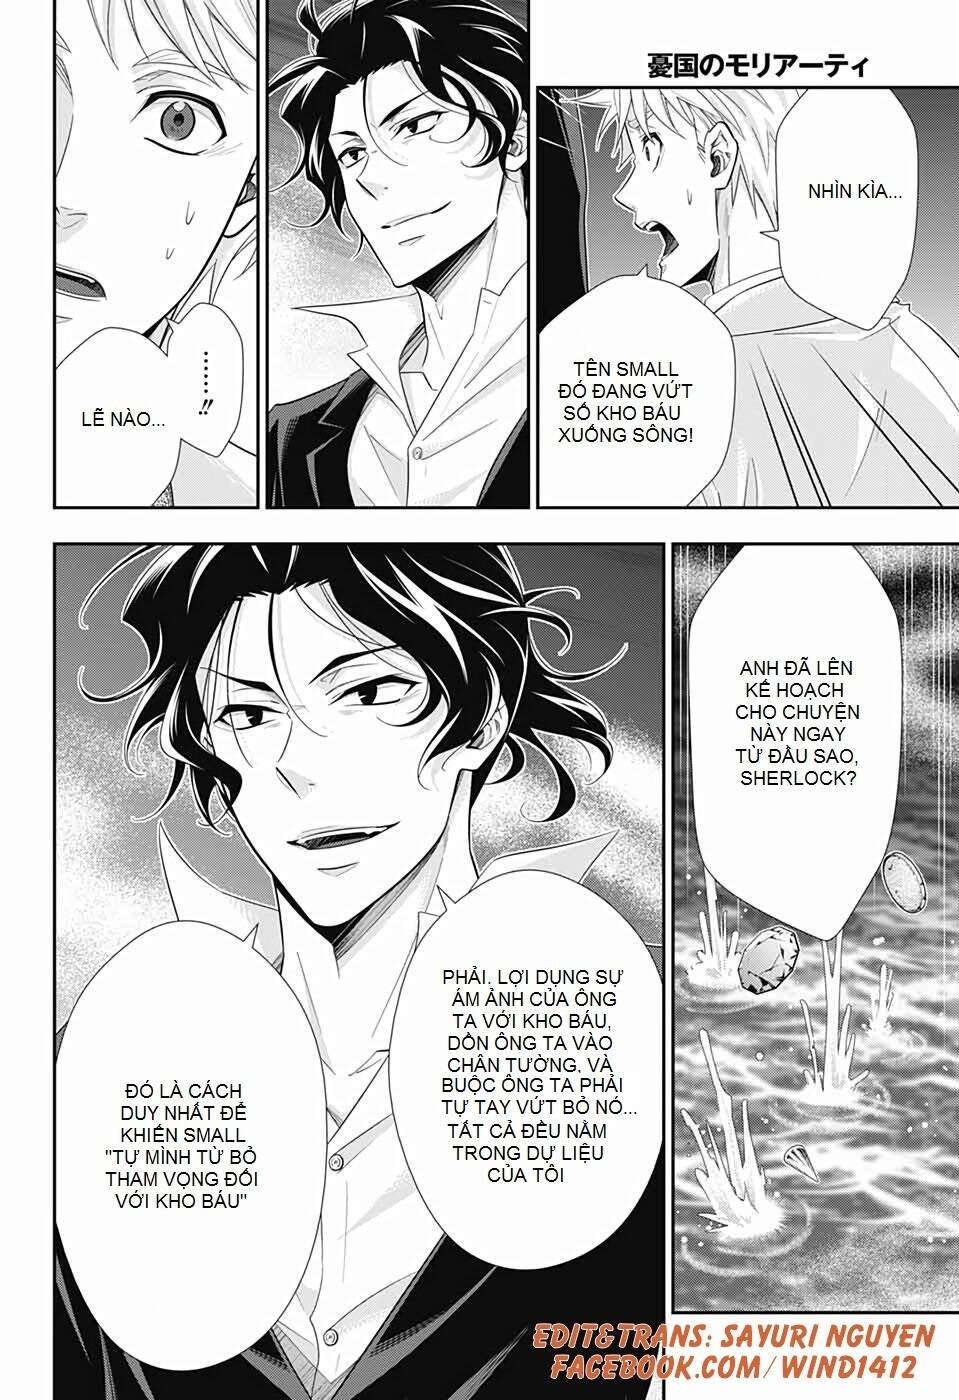 憂国のモリアーティ
NHÌN KÌA...
TÊN SMALL
ĐÓ ĐANG VỨT
SỐ KHO BÁU
XUỐNG SÔNG!
......!!
LẼ NÀO...
ANH ĐÃ LÊN
KẾ HOẠCH
CHO CHUYỆN
NÀY NGAY
TỪ ĐẦU SAO,
SHERLOCK?
PHẢI. LỢI DỤNG SỰ
ÁM ẢNH CỦA ÔNG
TA VỚI KHO BÁU,
DỒN ÔNG TA VÀO
CHÂN TƯỜNG, VÀ
BUỘC ÔNG TA PHẢI
TỰ TAY VỨT BỎ NÓ...
TẤT CẢ ĐỀU NẰM
TRONG DỰ LIỆU
CỦA TÔI
ĐÓ LÀ CÁCH
DUY NHẤT ĐỂ
KHIẾN SMALL
"TỰ MÌNH TỪ BỎ
THAM VỌNG ĐỐI
VỚI KHO BÁU"
EDIT&TRANS: SAYURI NGUYEN
FACEBOOK.COM/WIND1412